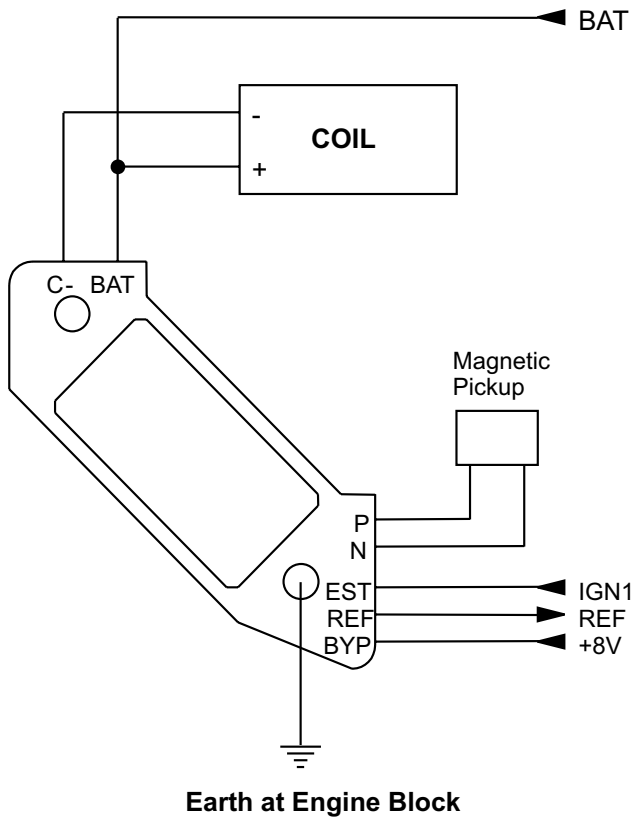 BAT
-
COIL
+
C- BAT
Magnetic
Pickup
P
N
EST IGN1
REF REF
BYP +8V
Earth at Engine Block